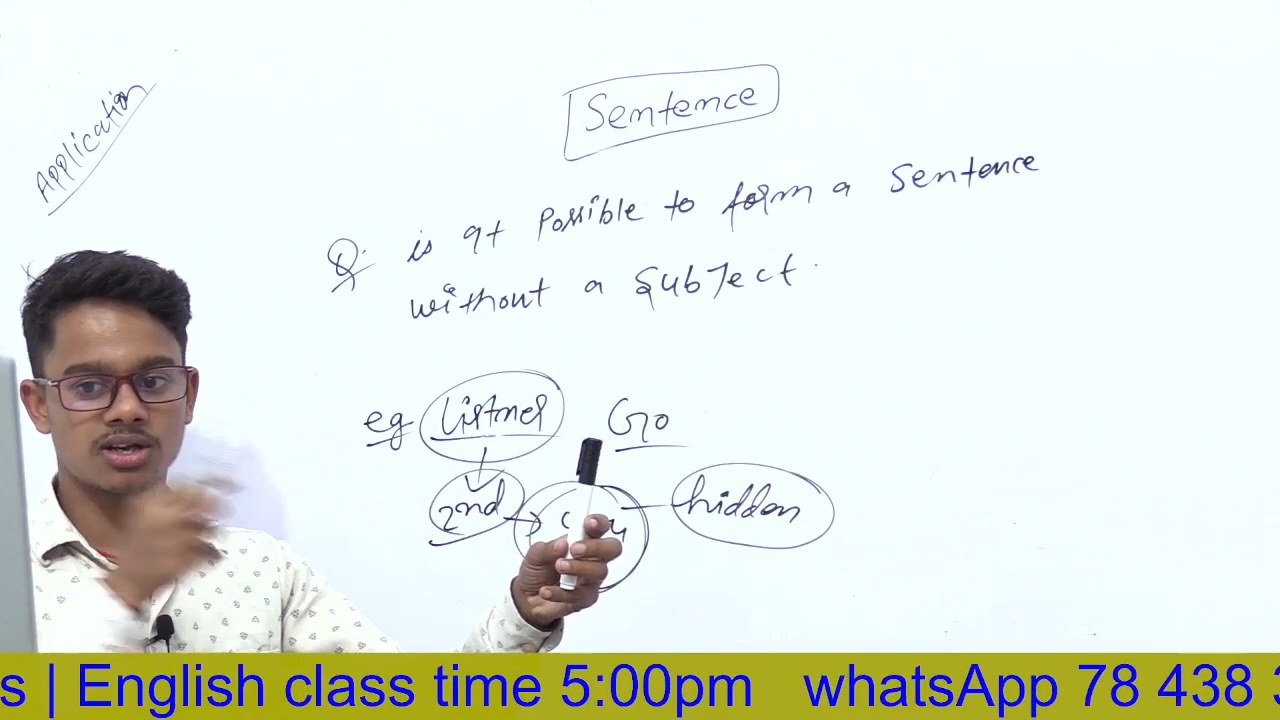 Application
Sentence
Q. is it Possible to form a Sentence
without a Subject.
eg Listner Go
2nd hidden
s | English class time 5:00pm whatsApp 78 438